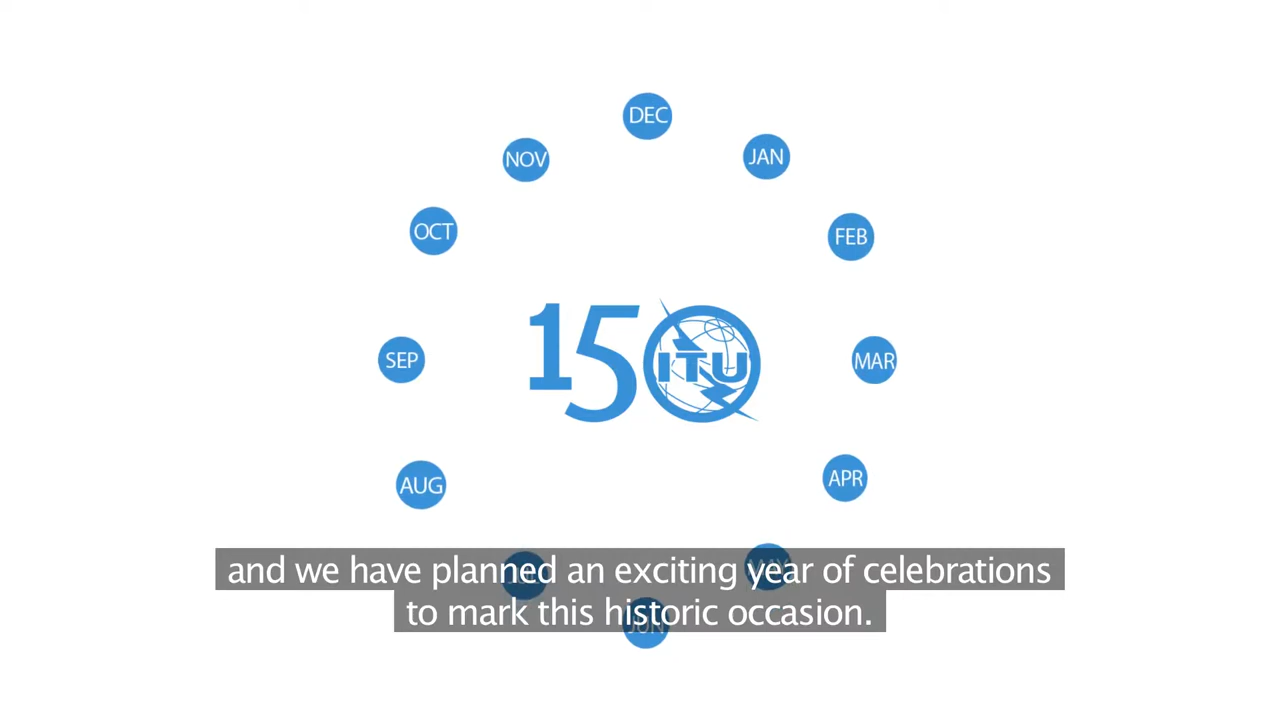 DEC
NOV
JAN
OCT
FEB
150
ITU
SEP
MAR
AUG
APR
and we have planned an exciting year of celebrations
to mark this historic occasion.
JUN